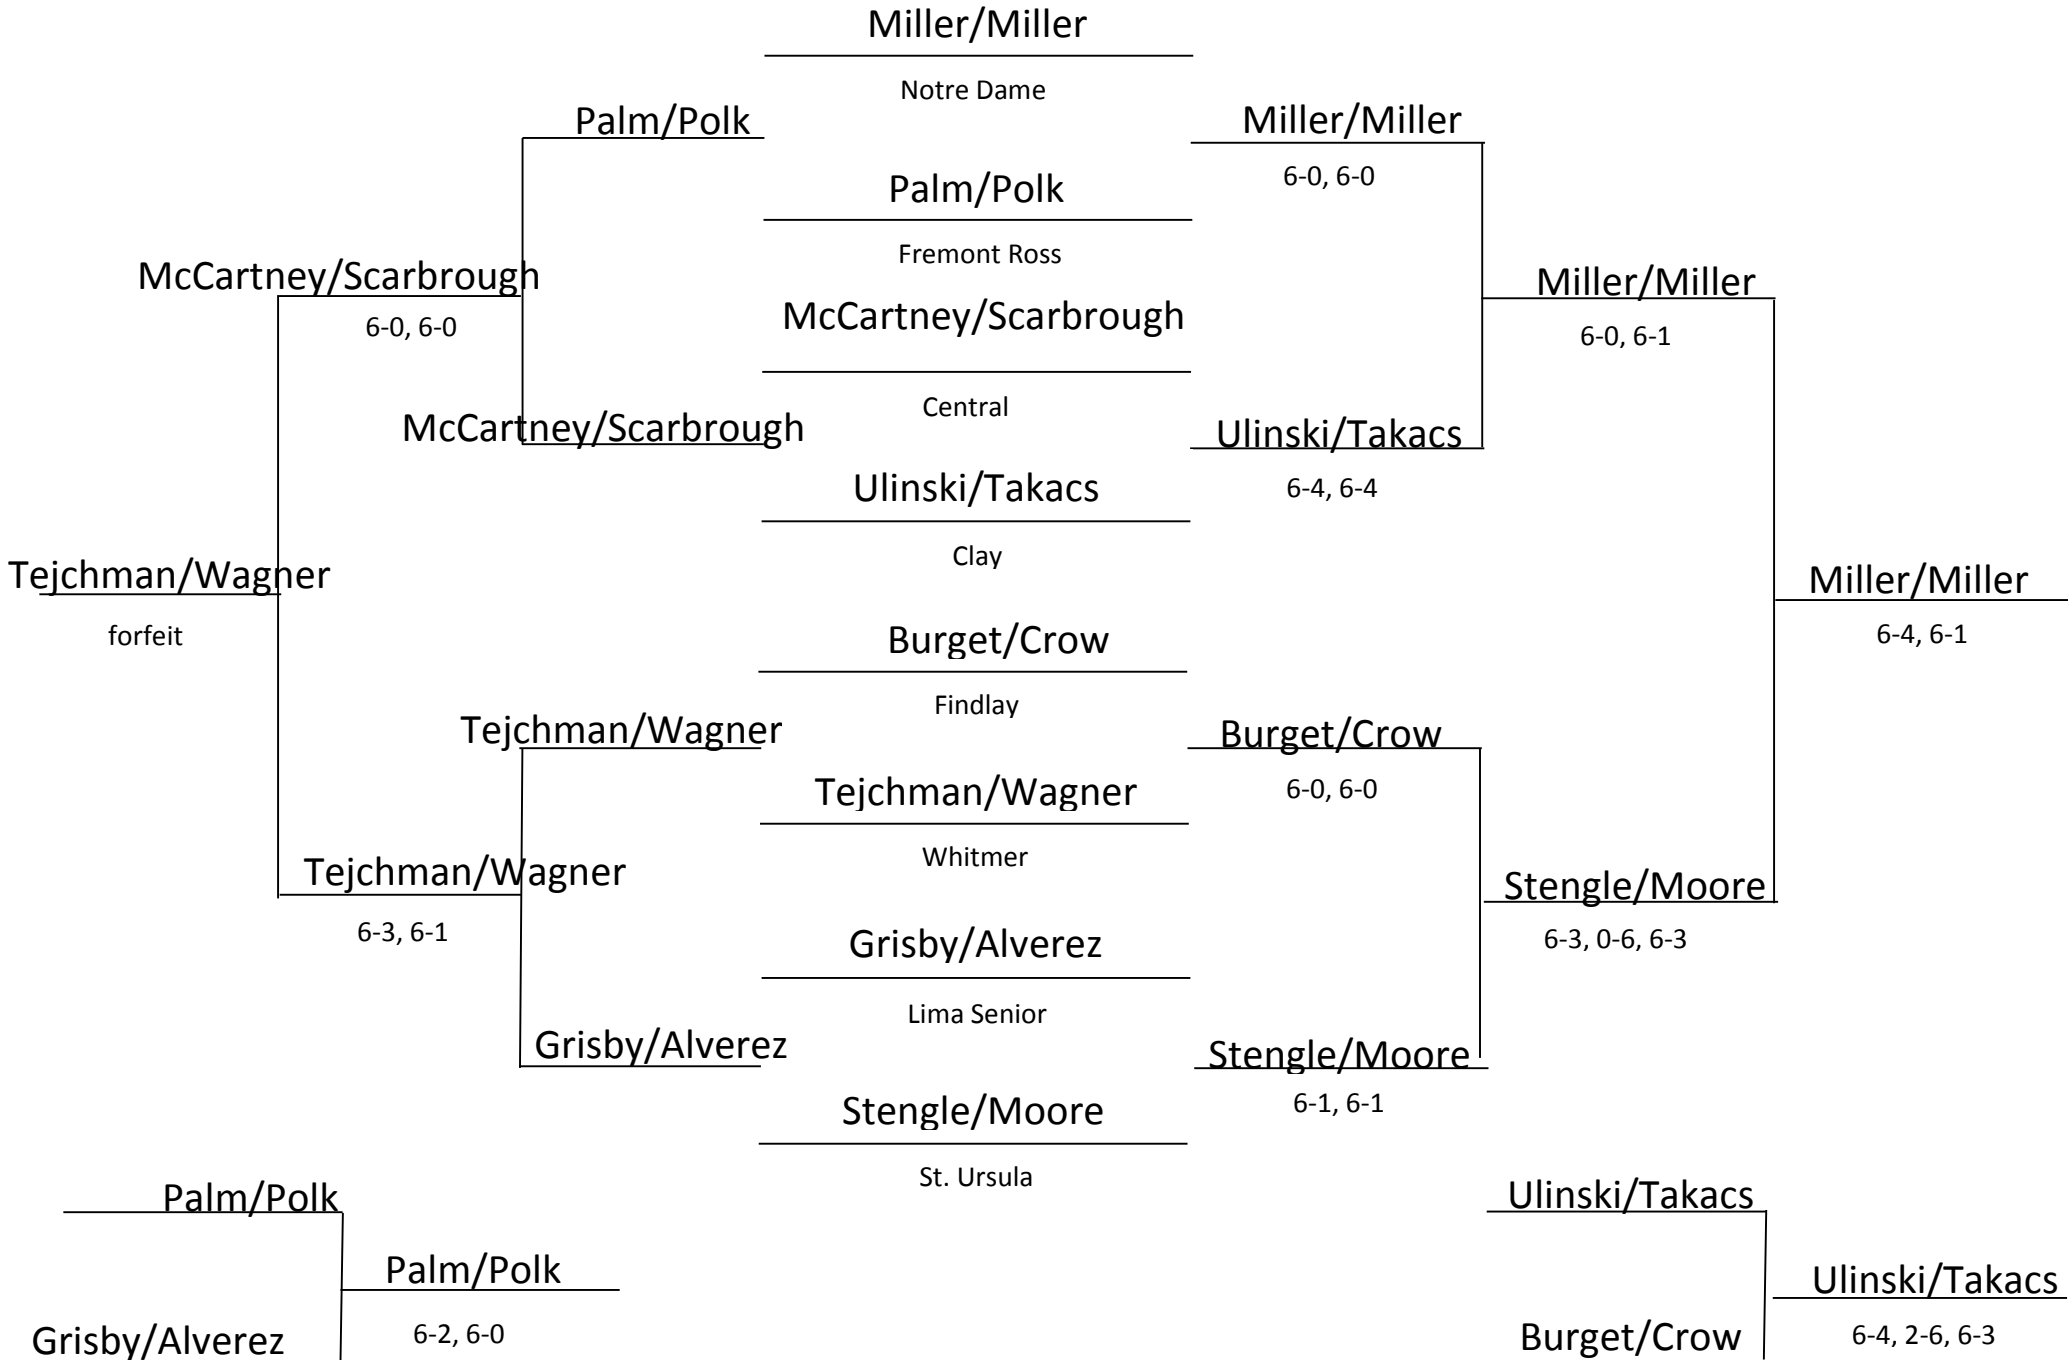 Miller/Miller
Notre Dame
Palm/Polk
Miller/Miller
6-0, 6-0
Palm/Polk
Fremont Ross
McCartney/Scarbrough
6-0, 6-0
McCartney/Scarbrough
Central
Miller/Miller
6-0, 6-1
McCartney/Scarbrough
Ulinski/Takacs
6-4, 6-4
Ulinski/Takacs
Clay
Tejchman/Wagner
forfeit
Miller/Miller
6-4, 6-1
Burget/Crow
Findlay
Tejchman/Wagner
Burget/Crow
6-0, 6-0
Tejchman/Wagner
Whitmer
Tejchman/Wagner
6-3, 6-1
Stengle/Moore
6-3, 0-6, 6-3
Grisby/Alverez
Lima Senior
Grisby/Alverez
Stengle/Moore
6-1, 6-1
Stengle/Moore
St. Ursula
Palm/Polk
Palm/Polk
6-2, 6-0
Grisby/Alverez
Ulinski/Takacs
Ulinski/Takacs
6-4, 2-6, 6-3
Burget/Crow